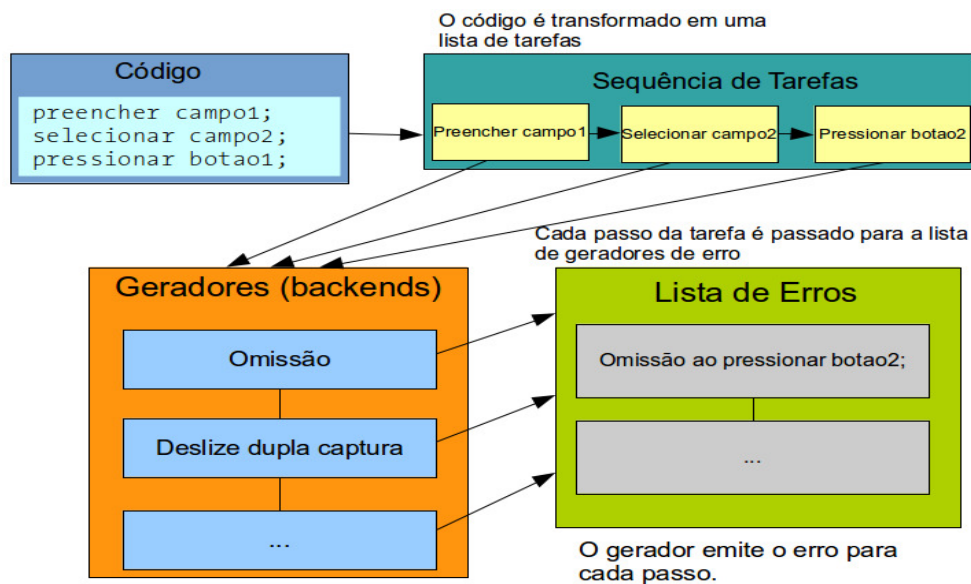 O código é transformado em uma
lista de tarefas
Código
preencher campo1;
selecionar campo2;
pressionar botao1;
Sequência de Tarefas
Preencher campo1
Selecionar campo2
Pressionar botao2
Cada passo da tarefa é passado para a lista
de geradores de erro
Geradores (backends)
Omissão
Deslize dupla captura
...
Lista de Erros
Omissão ao pressionar botao2;
...
O gerador emite o erro para
cada passo.